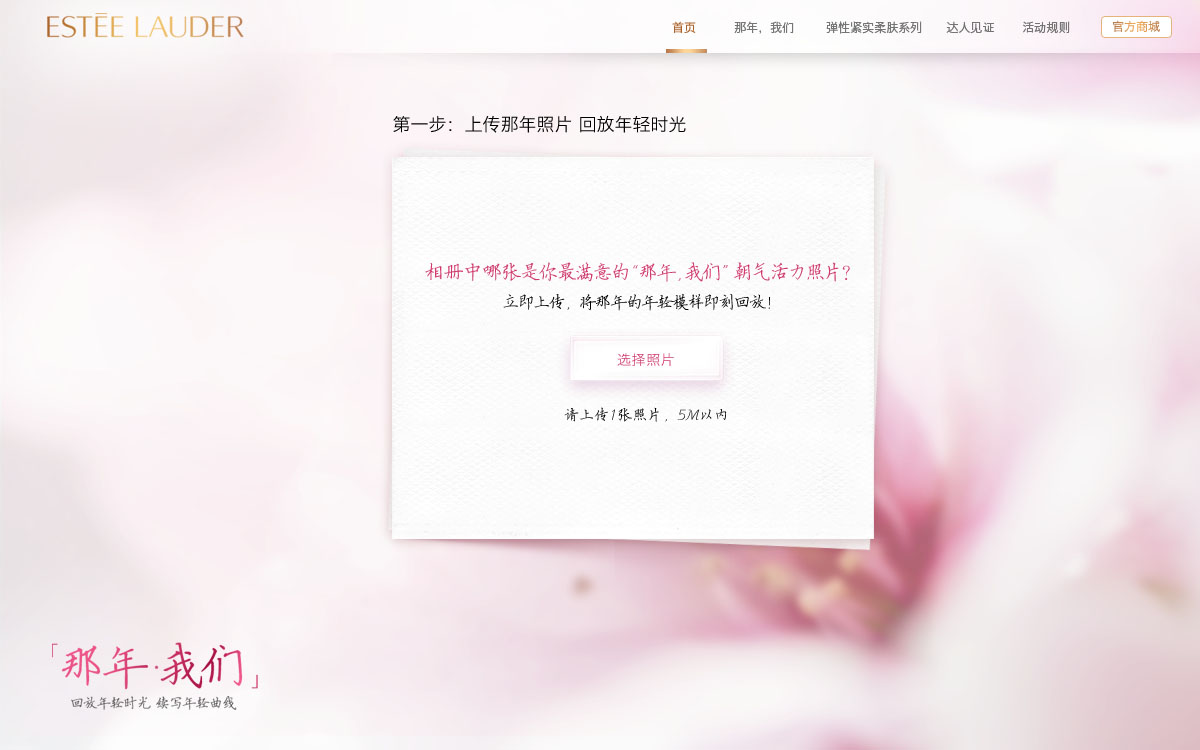 ESTĒE LAUDER
首页
那年，我们
弹性紧实柔肤系列
达人见证
活动规则
官方商城
第一步：上传那年照片 回放年轻时光
相册中哪张是你最满意的“那年,我们”朝气活力照片?
立即上传，将那年的年轻模样即刻回放!
选择照片
请上传1张照片，5M以内
「那年·我们」
回放年轻时光 续写年轻曲线